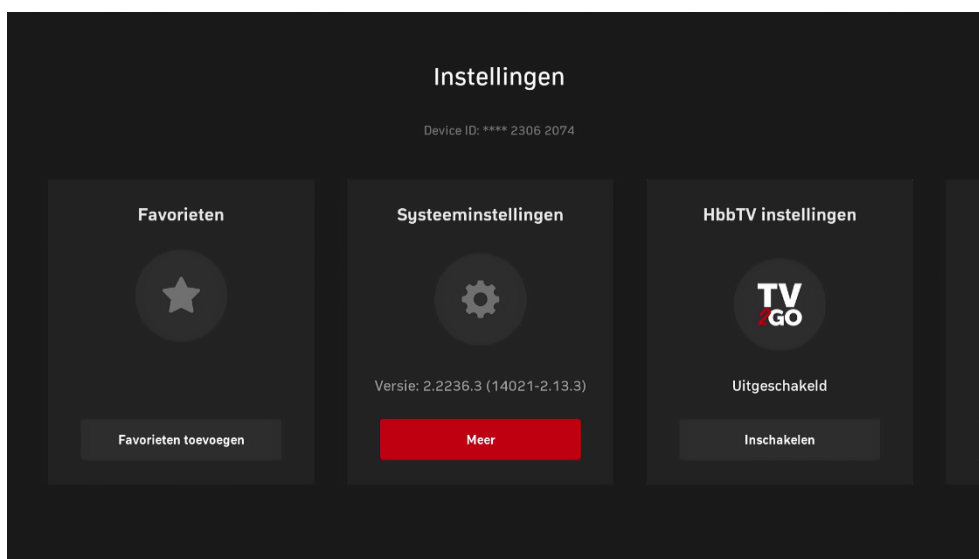 Instellingen
Device ID: **** 2306 2074
Favorieten
Systeeminstellingen
HbbTV instellingen
TV
2GO
Versie: 2.2236.3 (14021-2.13.3)
Uitgeschakeld
Favorieten toevoegen
Meer
Inschakelen